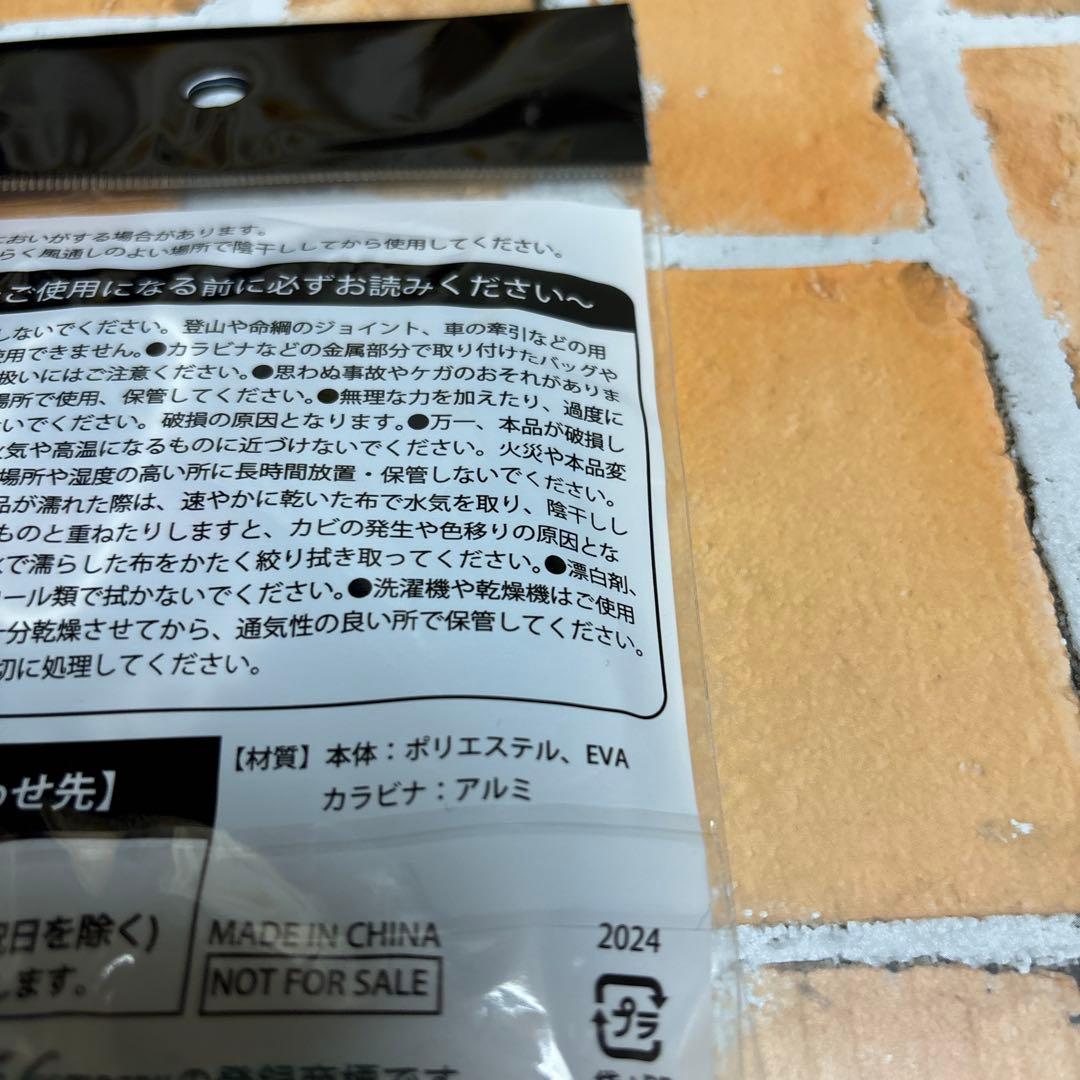 においがする場合があります。
らく風通しのよい場所で陰干ししてから使用してください。
ご使用になる前に必ずお読みください～
しないでください。登山や命綱のジョイント、車の牽引などの用
使用できません。●カラビナなどの金属部分で取り付けたバッグや
扱いにはご注意ください。●思わぬ事故やケガのおそれがありま
場所で使用、保管してください。●無理な力を加えたり、過度に
いでください。破損の原因となります。●万一、本品が破損し
火気や高温になるものに近づけないでください。火災や本品変
場所や湿度の高い所に長時間放置・保管しないでください。
品が濡れた際は、速やかに乾いた布で水気を取り、陰干しし
ものと重ねたりしますと、カビの発生や色移りの原因とな
で濡らした布をかたく絞り拭き取ってください。●漂白剤、
ール類で拭かないでください。●洗濯機や乾燥機はご使用
十分乾燥させてから、通気性の良い所で保管してください。
切に処理してください。
【材質】本体：ポリエステル、EVA
カラビナ：アルミ
わせ先】
祝日を除く)
します。
MADE IN CHINA
NOT FOR SALE
2024
プラ
の登録商標です